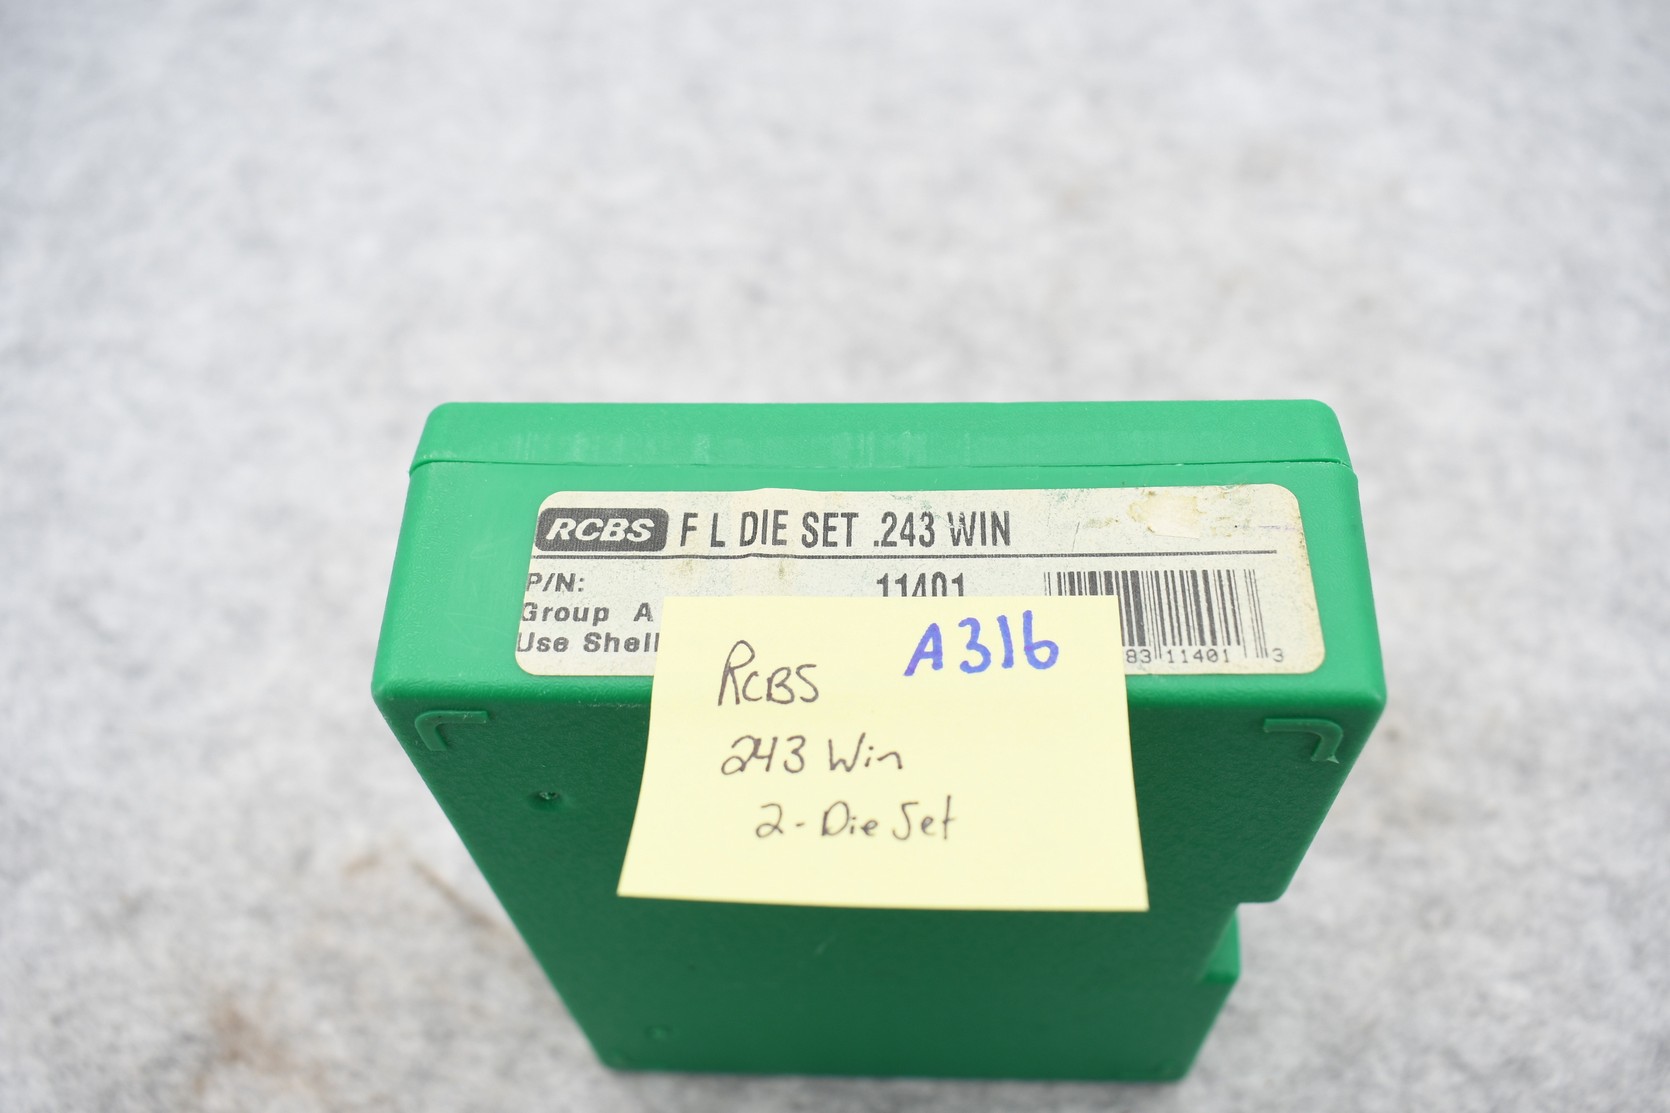 RCBS F L DIE SET .243 WIN
P/N: 11401
Group A
Use Shell
83 11401 3
A316
RCBS
243 Win
2-Die Set